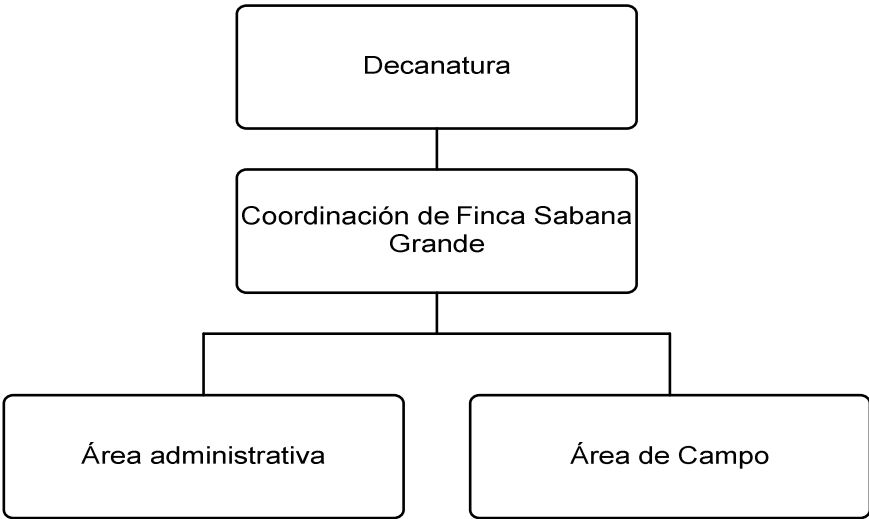 Decanatura
Coordinación de Finca Sabana
Grande
Área administrativa
Área de Campo